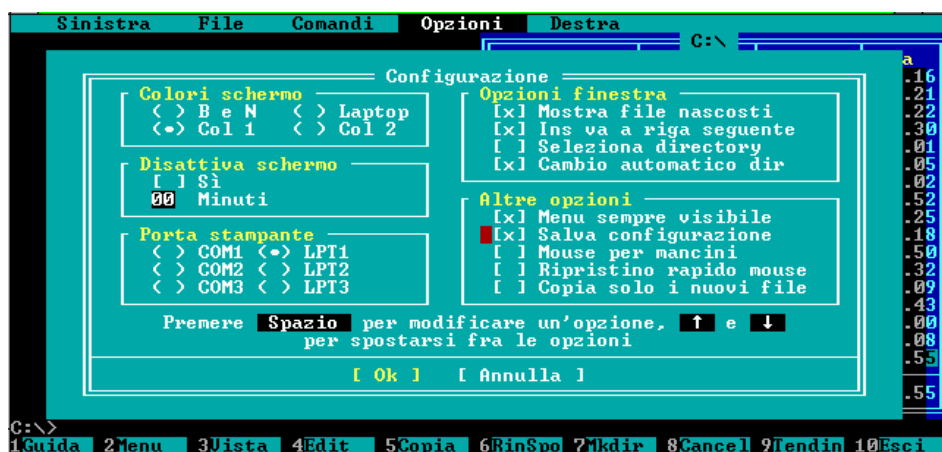 Sinistra File Comandi Opzioni Destra
C:\
a
Configurazione
Colori schermo
( ) B e N ( ) Laptop
(•) Col 1 ( ) Col 2
Disattiva schermo
[ ] Sì
00 Minuti
Porta stampante
( ) COM1 (•) LPT1
( ) COM2 ( ) LPT2
( ) COM3 ( ) LPT3
Opzioni finestra
[x] Mostra file nascosti
[x] Ins va a riga seguente
[ ] Seleziona directory
[x] Cambio automatico dir
Altre opzioni
[x] Menu sempre visibile
[x] Salva configurazione
[ ] Mouse per mancini
[ ] Ripristino rapido mouse
[ ] Copia solo i nuovi file
Premere Spazio per modificare un'opzione, ↑ e ↓
per spostarsi fra le opzioni
[ Ok ] [ Annulla ]
.16
.21
.22
.30
.01
.05
.02
.52
.25
.18
.50
.32
.09
.43
.00
.08
.55
.55
C:\>
1Guida 2Menu 3Vista 4Edit 5Copia 6RinSpo 7Mkdir 8Cancel 9Tendin 10Esci